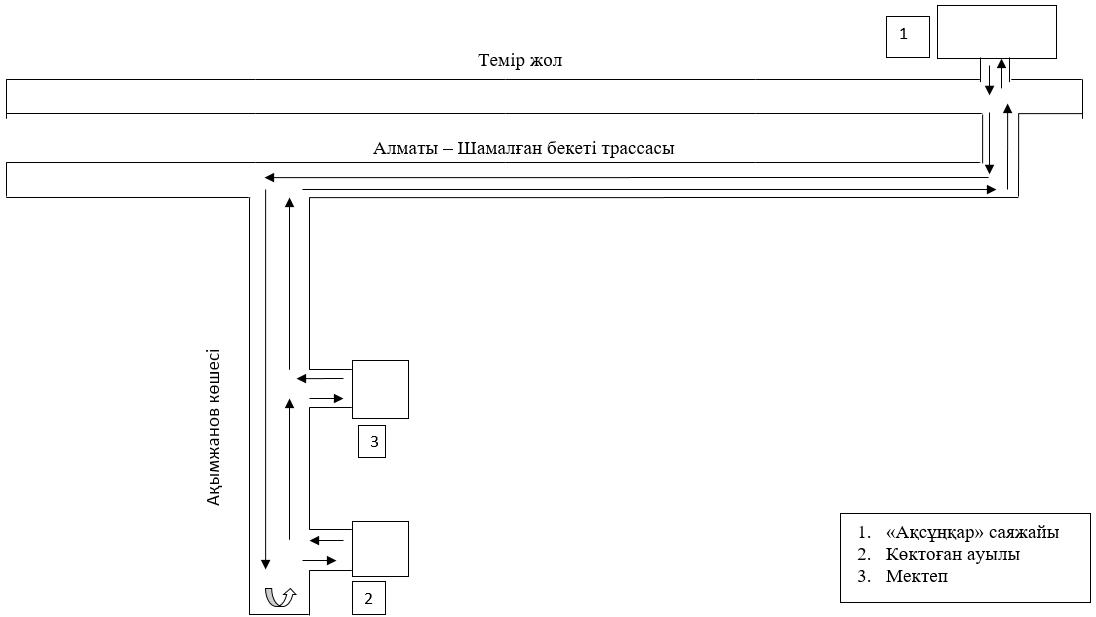 1
Темір жол
Алматы – Шамалған бекеті трассасы
Ақымжанов көшесі
3
2
1. «Ақсұңқар» саяжайы
2. Көктоған ауылы
3. Мектеп